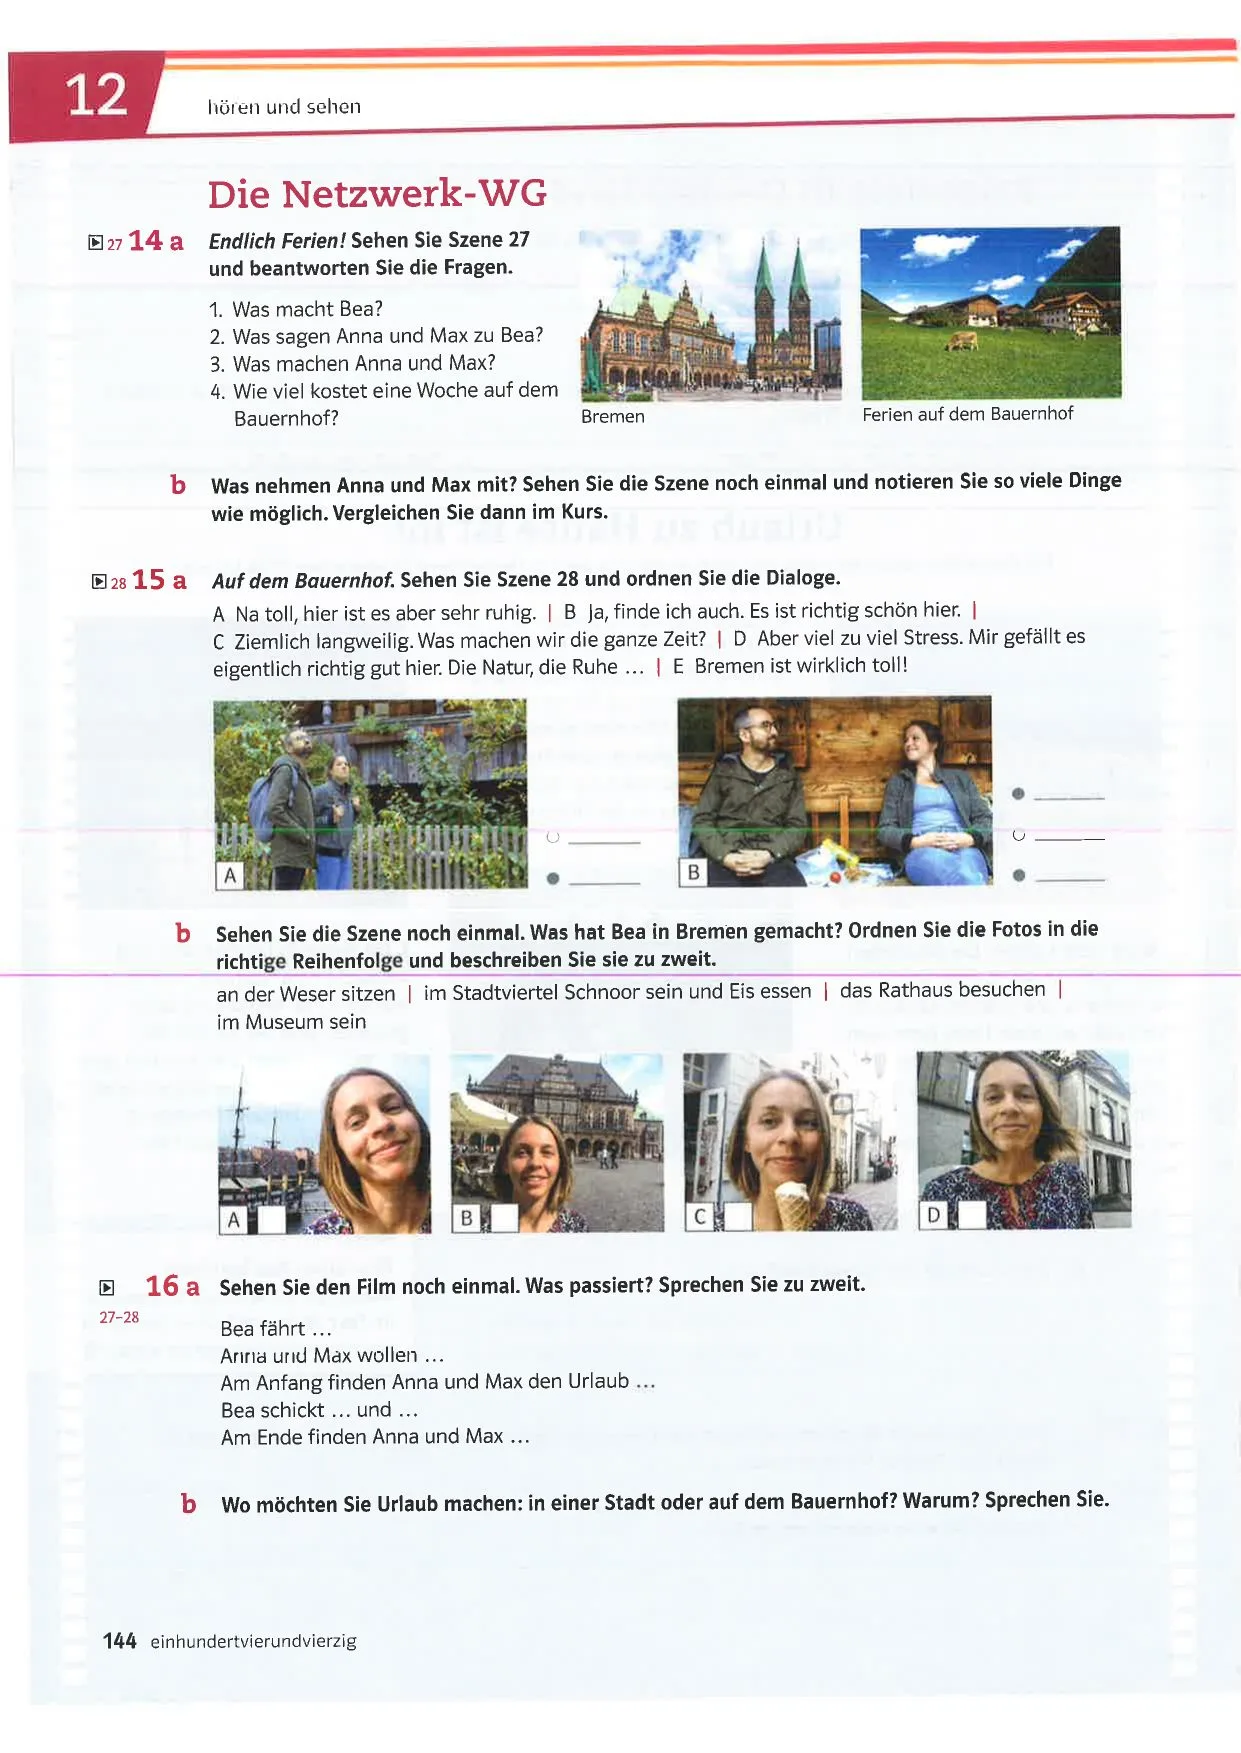 12
hören und sehen
Die Netzwerk-WG
27 14 a Endlich Ferien! Sehen Sie Szene 27
und beantworten Sie die Fragen.
1. Was macht Bea?
2. Was sagen Anna und Max zu Bea?
3. Was machen Anna und Max?
4. Wie viel kostet eine Woche auf dem
Bauernhof?
Bremen
Ferien auf dem Bauernhof
b Was nehmen Anna und Max mit? Sehen Sie die Szene noch einmal und notieren Sie so viele Dinge
wie möglich. Vergleichen Sie dann im Kurs.
28 15 a Auf dem Bauernhof. Sehen Sie Szene 28 und ordnen Sie die Dialoge.
A Na toll, hier ist es aber sehr ruhig. | B Ja, finde ich auch. Es ist richtig schön hier. |
C Ziemlich langweilig. Was machen wir die ganze Zeit? | D Aber viel zu viel Stress. Mir gefällt es
eigentlich richtig gut hier. Die Natur, die Ruhe ... | E Bremen ist wirklich toll!
A
B
b Sehen Sie die Szene noch einmal. Was hat Bea in Bremen gemacht? Ordnen Sie die Fotos in die
richtige Reihenfolge und beschreiben Sie sie zu zweit.
an der Weser sitzen | im Stadtviertel Schnoor sein und Eis essen | das Rathaus besuchen |
im Museum sein
A
B
C
D
16 a Sehen Sie den Film noch einmal. Was passiert? Sprechen Sie zu zweit.
27-28
Bea fährt ...
Anna und Max wollen ...
Am Anfang finden Anna und Max den Urlaub ...
Bea schickt ... und ...
Am Ende finden Anna und Max ...
b Wo möchten Sie Urlaub machen: in einer Stadt oder auf dem Bauernhof? Warum? Sprechen Sie.
144 einhundertvierundvierzig